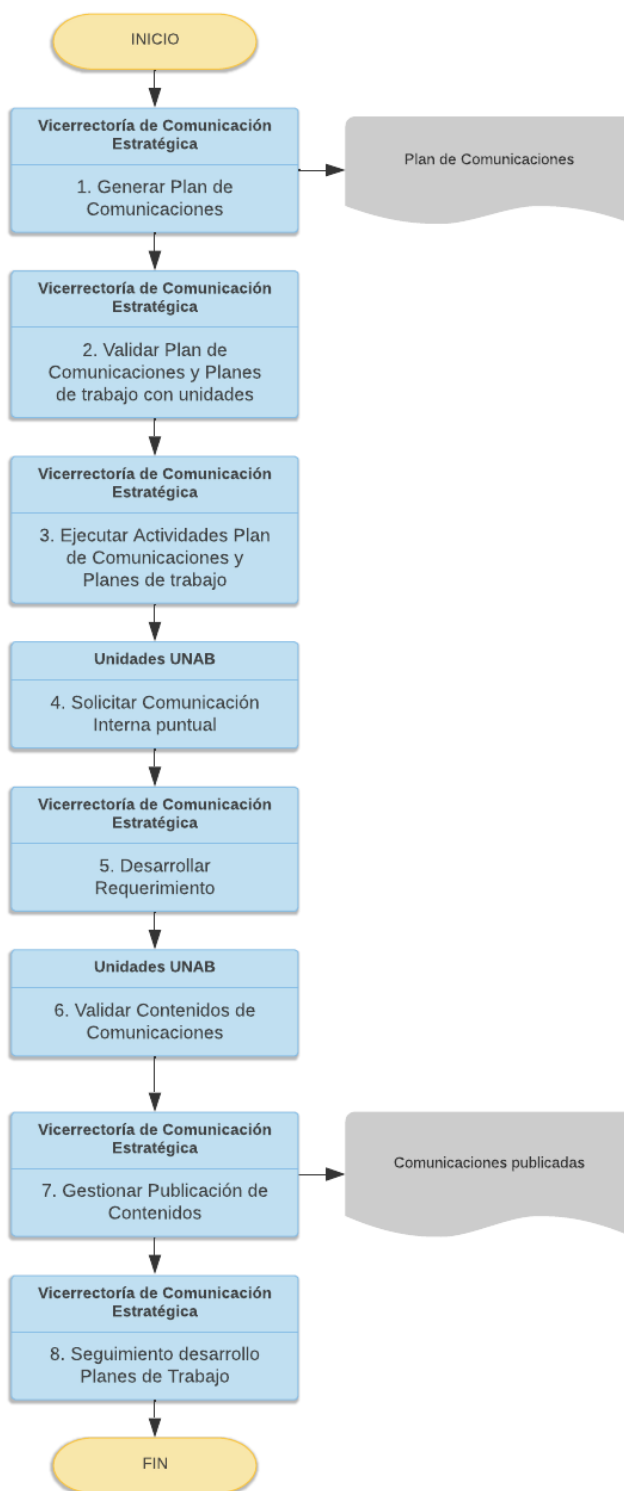 INICIO
Vicerrectoría de Comunicación
Estratégica
1. Generar Plan de
Comunicaciones
Plan de Comunicaciones
Vicerrectoría de Comunicación
Estratégica
2. Validar Plan de
Comunicaciones y Planes
de trabajo con unidades
Vicerrectoría de Comunicación
Estratégica
3. Ejecutar Actividades Plan
de Comunicaciones y
Planes de trabajo
Unidades UNAB
4. Solicitar Comunicación
Interna puntual
Vicerrectoría de Comunicación
Estratégica
5. Desarrollar
Requerimiento
Unidades UNAB
6. Validar Contenidos de
Comunicaciones
Vicerrectoría de Comunicación
Estratégica
7. Gestionar Publicación de
Contenidos
Comunicaciones publicadas
Vicerrectoría de Comunicación
Estratégica
8. Seguimiento desarrollo
Planes de Trabajo
FIN